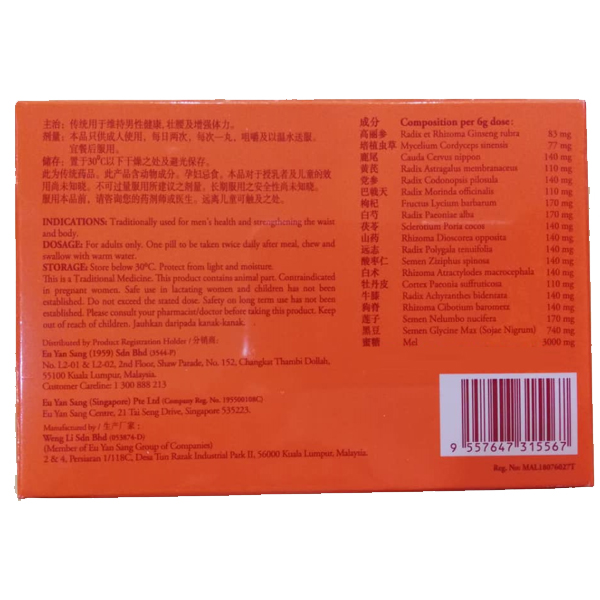 主治：传统用于维持男性健康，壮腰及增强体力。
剂量：本品只供成人使用，每日两次，每次一丸，咀嚼及以温水送服。
宜餐后服用。
储存：置于30°C以下干燥之处及避光保存。
此为传统药品。此产品含动物成分。孕妇忌食。本品对于授乳者及儿童的效
用尚未知晓。不可过量服用所建议之剂量。长期服用之安全性尚未知晓。
服用本品前，请咨询您的药剂师或医生。远离儿童可触及之处。
INDICATIONS: Traditionally used for men's health and strengthening the waist
and body.
DOSAGE: For adults only. One pill to be taken twice daily after meal, chew and
swallow with warm water.
STORAGE: Store below 30°C. Protect from light and moisture.
This is a Traditional Medicine. This product contains animal part. Contraindicated
in pregnant women. Safe use in lactating women and children has not been
established. Do not exceed the stated dose. Safety on long term use has not been
established. Please consult your pharmacist/doctor before taking this product. Keep
out of reach of children. Jauhkan daripada kanak-kanak.
Distributed by Product Registration Holder / 分销商:
Eu Yan Sang (1959) Sdn Bhd (3544-P)
No. L2-01 & L2-02, 2nd Floor, Shaw Parade, No. 152, Changkat Thambi Dollah,
55100 Kuala Lumpur, Malaysia.
Customer Careline: 1 300 888 213
Eu Yan Sang (Singapore) Pte Ltd (Company Reg. No. 195500108C)
Eu Yan Sang Centre, 21 Tai Seng Drive, Singapore 535223.
Manufactured by / 生产厂家:
Weng Li Sdn Bhd (953874-D)
(Member of Eu Yan Sang Group of Companies)
2 & 4, Persiaran 1/118C, Desa Tun Razak Industrial Park II, 56000 Kuala Lumpur, Malaysia.
成分 Composition per 6g dose:
高丽参 Radix et Rhizoma Ginseng rubra 83 mg
培植虫草 Mycelium Cordyceps sinensis 77 mg
鹿尾 Cauda Cervus nippon 140 mg
黄芪 Radix Astragalus membranaceus 110 mg
党参 Radix Codonopsis pilosula 140 mg
巴戟天 Radix Morinda officinalis 110 mg
枸杞 Fructus Lycium barbarum 170 mg
白芍 Radix Paeoniae alba 170 mg
茯苓 Sclerotium Poria cocos 140 mg
山药 Rhizoma Dioscorea opposita 140 mg
远志 Radix Polygala tenuifolia 140 mg
酸枣仁 Semen Ziziphus spinosa 140 mg
白术 Rhizoma Atractylodes macrocephala 140 mg
牡丹皮 Cortex Paeonia suffruticosa 110 mg
牛膝 Radix Achyranthes bidentata 140 mg
狗脊 Rhizoma Cibotium barometz 140 mg
莲子 Semen Nelumbo nucifera 170 mg
黑豆 Semen Glycine Max (Sojae Nigrum) 740 mg
蜜糖 Mel 3000 mg
9 557647 315567
Reg. No: MAL18076027T